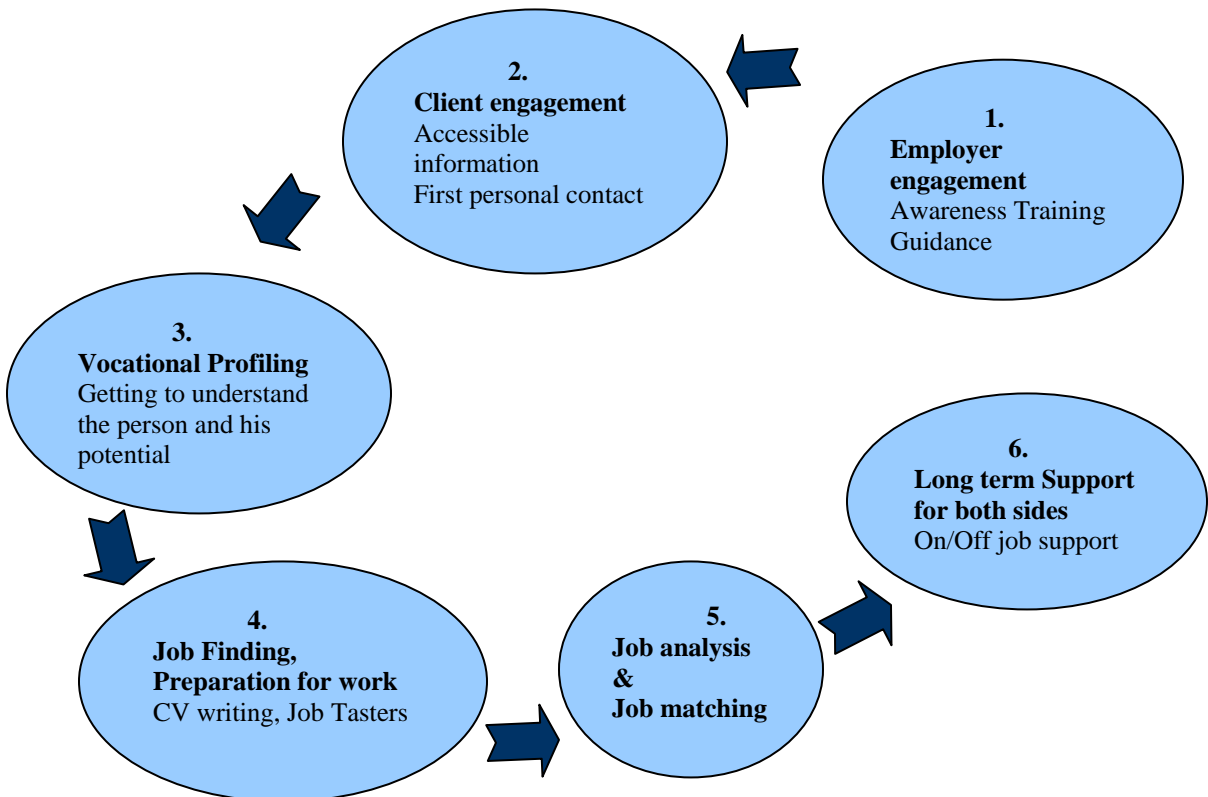 1.
Employer
engagement
Awareness Training
Guidance
2.
Client engagement
Accessible
information
First personal contact
3.
Vocational Profiling
Getting to understand
the person and his
potential
4.
Job Finding,
Preparation for work
CV writing, Job Tasters
5.
Job analysis
&
Job matching
6.
Long term Support
for both sides
On/Off job support